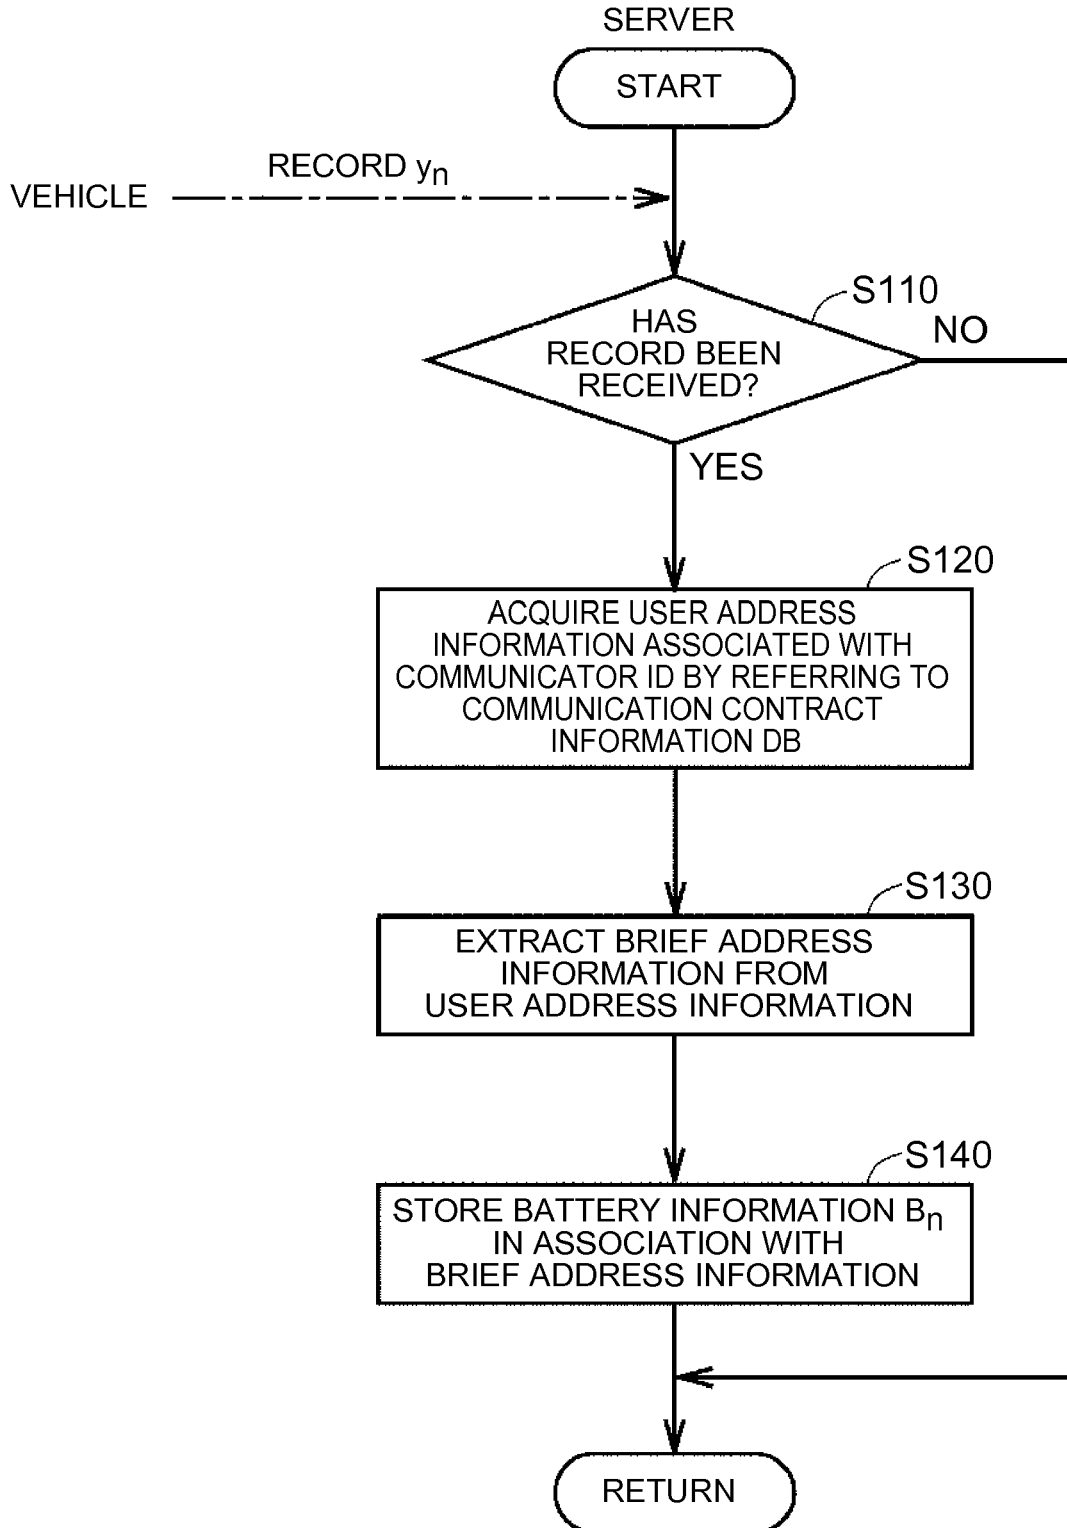 SERVER
START
RECORD yn
VEHICLE
S110
HAS
RECORD BEEN
RECEIVED?
NO
YES
S120
ACQUIRE USER ADDRESS
INFORMATION ASSOCIATED WITH
COMMUNICATOR ID BY REFERRING TO
COMMUNICATION CONTRACT
INFORMATION DB
S130
EXTRACT BRIEF ADDRESS
INFORMATION FROM
USER ADDRESS INFORMATION
S140
STORE BATTERY INFORMATION Bn
IN ASSOCIATION WITH
BRIEF ADDRESS INFORMATION
RETURN